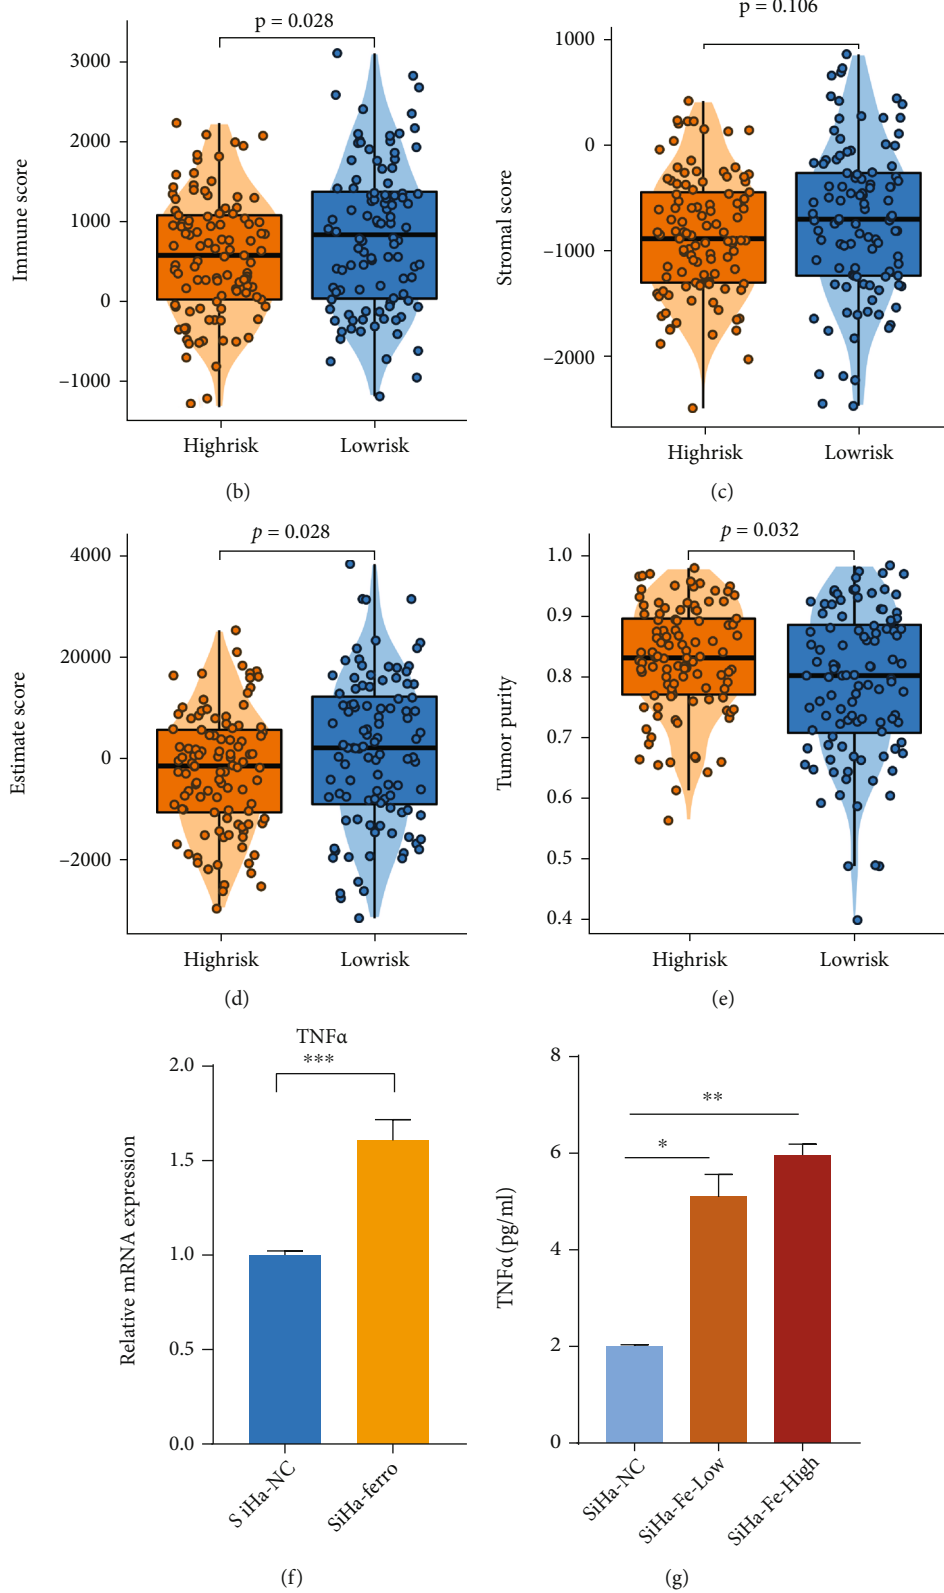 p = 0.028
3000
2000
1000
0
–1000
Immune score
Highrisk
Lowrisk
(b)
p = 0.106
1000
0
–1000
–2000
Stromal score
Highrisk
Lowrisk
(c)
p = 0.028
4000
20000
0
–2000
Estimate score
Highrisk
Lowrisk
(d)
p = 0.032
1.0
0.9
0.8
0.7
0.6
0.5
0.4
Tumor purity
Highrisk
Lowrisk
(e)
TNFα
***
2.0
1.5
1.0
0.5
0.0
Relative mRNA expression
S iHa-NC
SiHa-ferro
(f)
8
6
4
2
0
**
*
TNFα (pg/ml)
SiHa-NC
SiHa-Fe-Low
SiHa-Fe-High
(g)